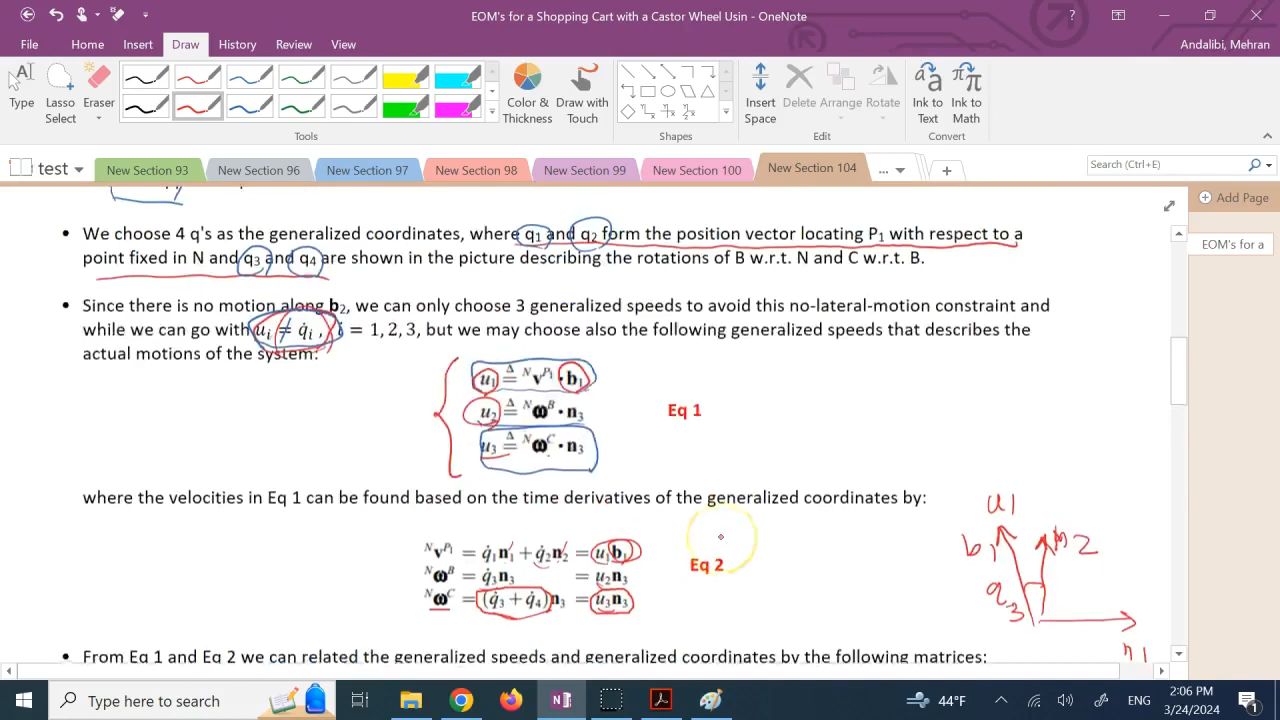 EOM's for a Shopping Cart with a Castor Wheel Usin - OneNote
?
File Home Insert Draw History Review View
Andalibi, Mehran
Type Lasso Select Eraser
Color & Thickness Draw with Touch
Insert Space Delete Arrange Rotate
Ink to Text Ink to Math
Tools Shapes Edit Convert
test New Section 93 New Section 96 New Section 97 New Section 98 New Section 99 New Section 100 New Section 104 ... +
Search (Ctrl+E)
Add Page
EOM's for a
• We choose 4 q's as the generalized coordinates, where q₁ and q₂ form the position vector locating P₁ with respect to a
point fixed in N and q₃ and q₄ are shown in the picture describing the rotations of B w.r.t. N and C w.r.t. B.
• Since there is no motion along b₂, we can only choose 3 generalized speeds to avoid this no-lateral-motion constraint and
while we can go with uᵢ = q̇ᵢ , i = 1, 2, 3, but we may choose also the following generalized speeds that describes the
actual motions of the system:
u₁ ≜ ᴺv^P₁ · b₁
u₂ ≜ ᴺω^B · n₃
Eq 1
u₃ ≜ ᴺω^C · n₃
where the velocities in Eq 1 can be found based on the time derivatives of the generalized coordinates by:
ᴺv^P₁ = q̇₁n₁ + q̇₂n₂ = u₁b₁
Eq 2
ᴺω^B = q̇₃n₃ = u₂n₃
ᴺω^C = (q̇₃ + q̇₄)n₃ = u₃n₃
u1
b1
n2
q3
n1
• From Eq 1 and Eq 2 we can related the generalized speeds and generalized coordinates by the following matrices:
Type here to search
44°F
ENG
2:06 PM
3/24/2024
1